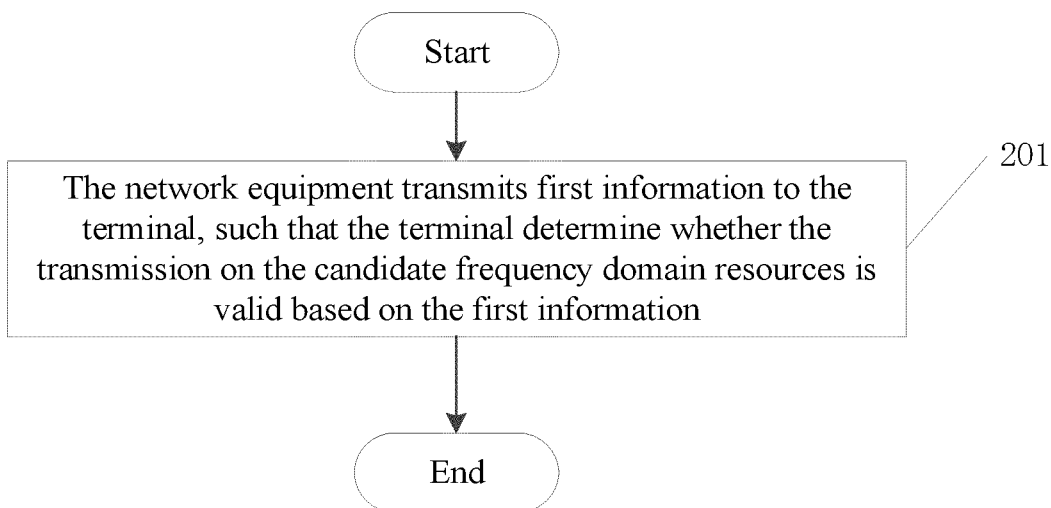 Start
The network equipment transmits first information to the
terminal, such that the terminal determine whether the
transmission on the candidate frequency domain resources is
valid based on the first information
201
End